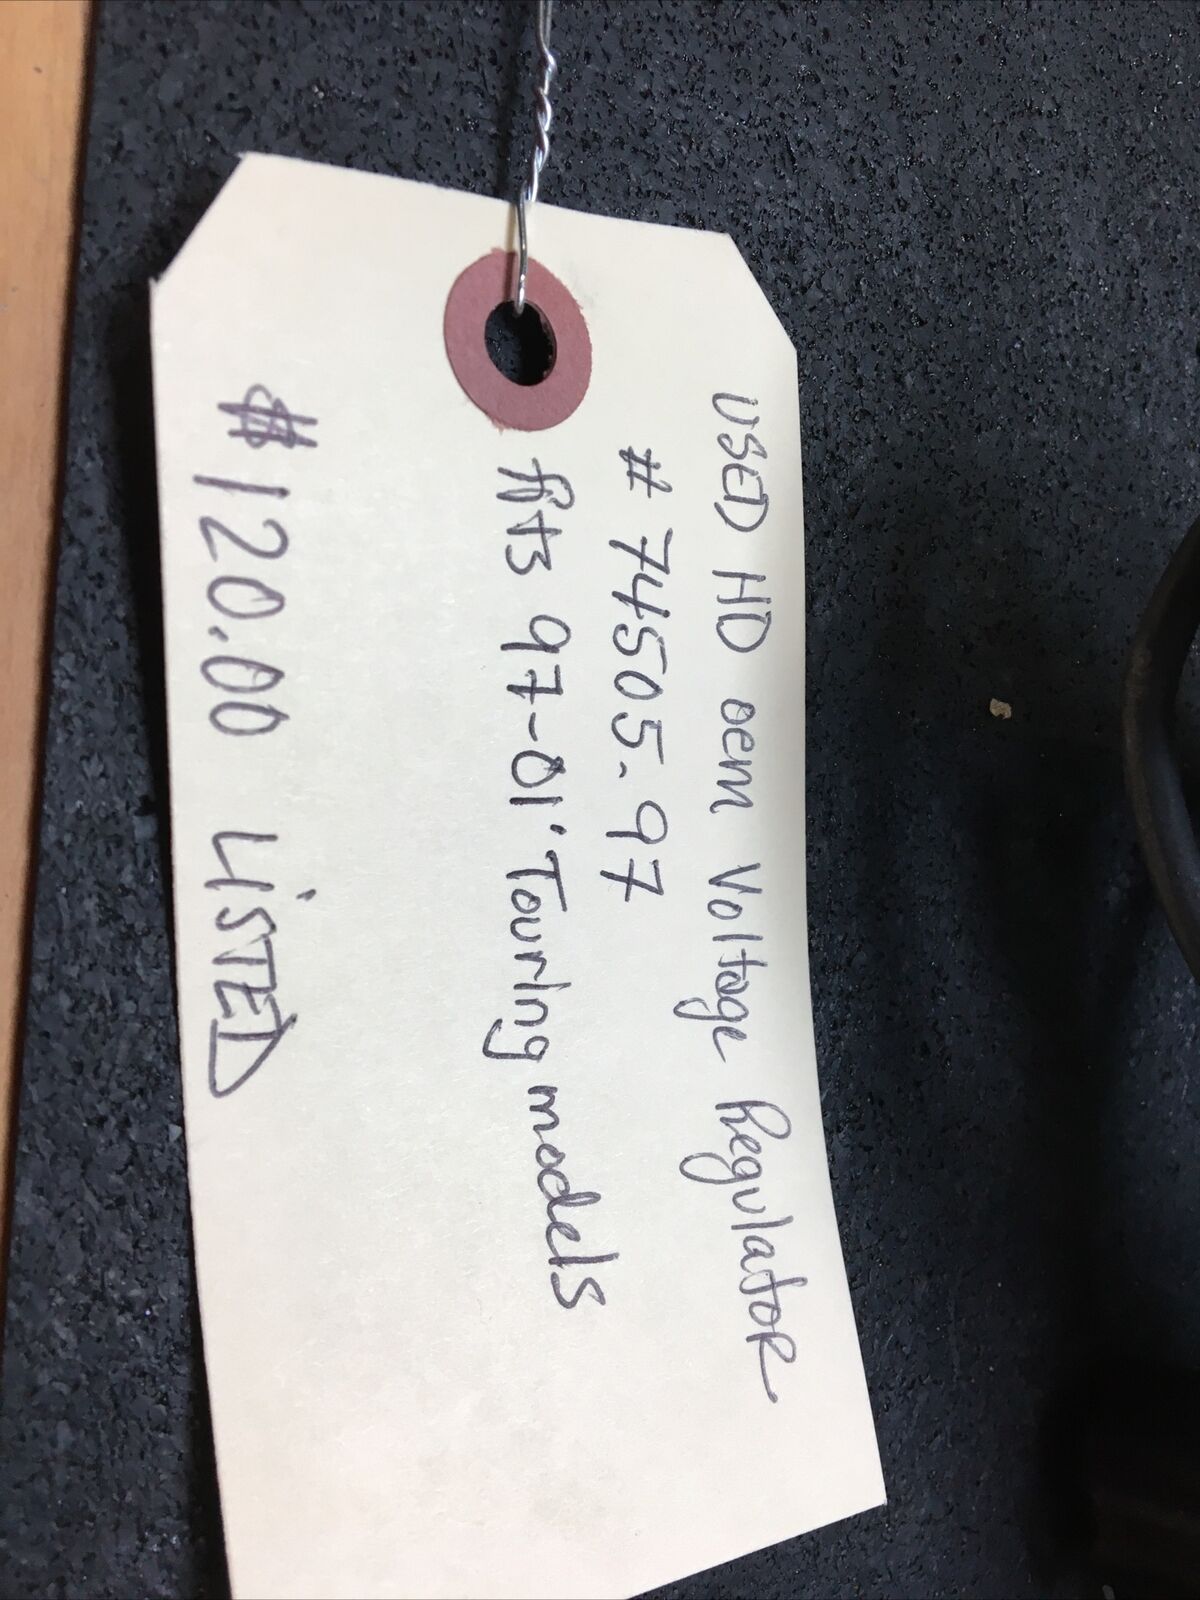 USED HD oem Voltage RegulatoR
# 74505-97
fits 97-01' Touring models
$120.00 LiSTED